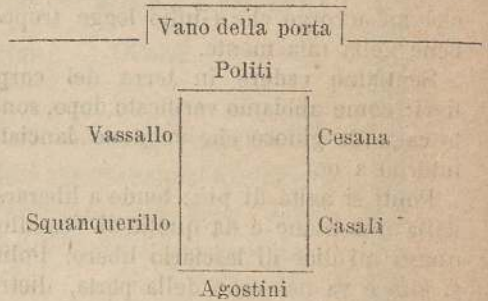 Vano della porta
Politi
Vassallo Cesana
Squanquerillo Casali
Agostini